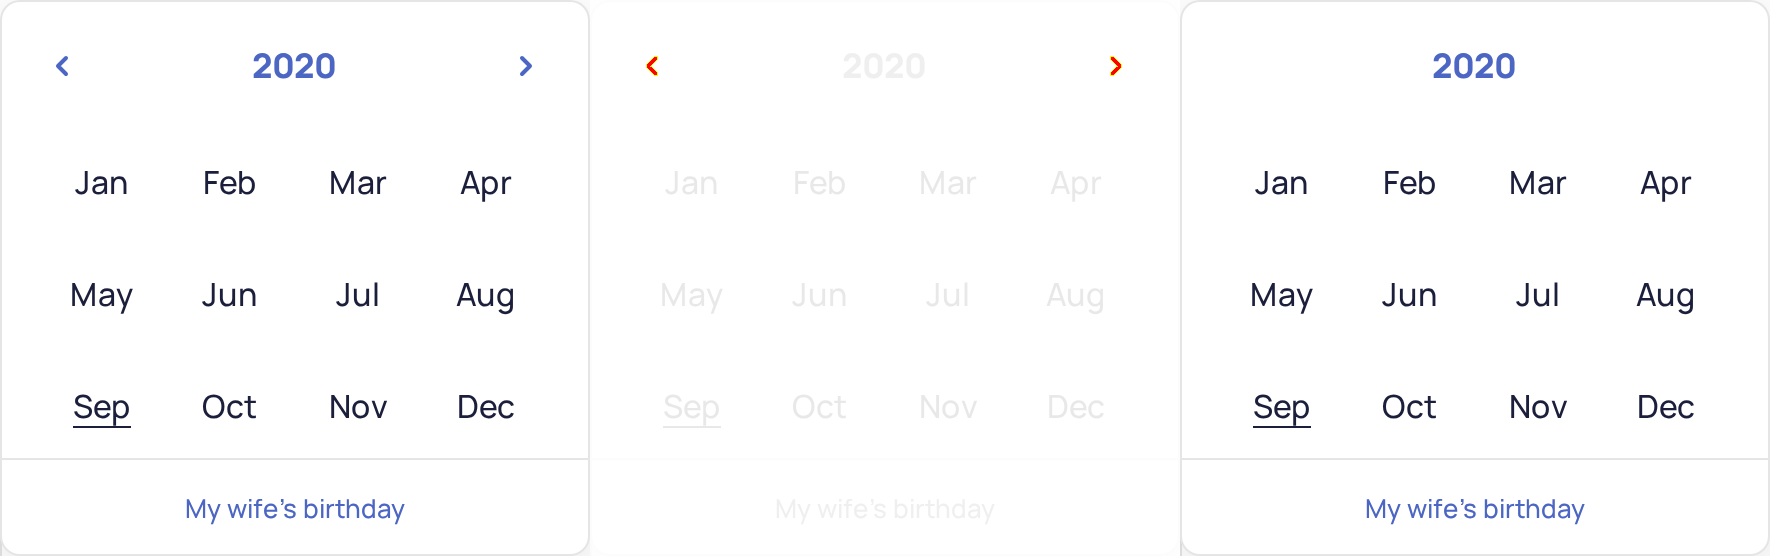 2020 2020 2020
Jan Feb Mar Apr Jan Feb Mar Apr Jan Feb Mar Apr
May Jun Jul Aug May Jun Jul Aug May Jun Jul Aug
Sep Oct Nov Dec Sep Oct Nov Dec Sep Oct Nov Dec
My wife's birthday My wife's birthday My wife's birthday